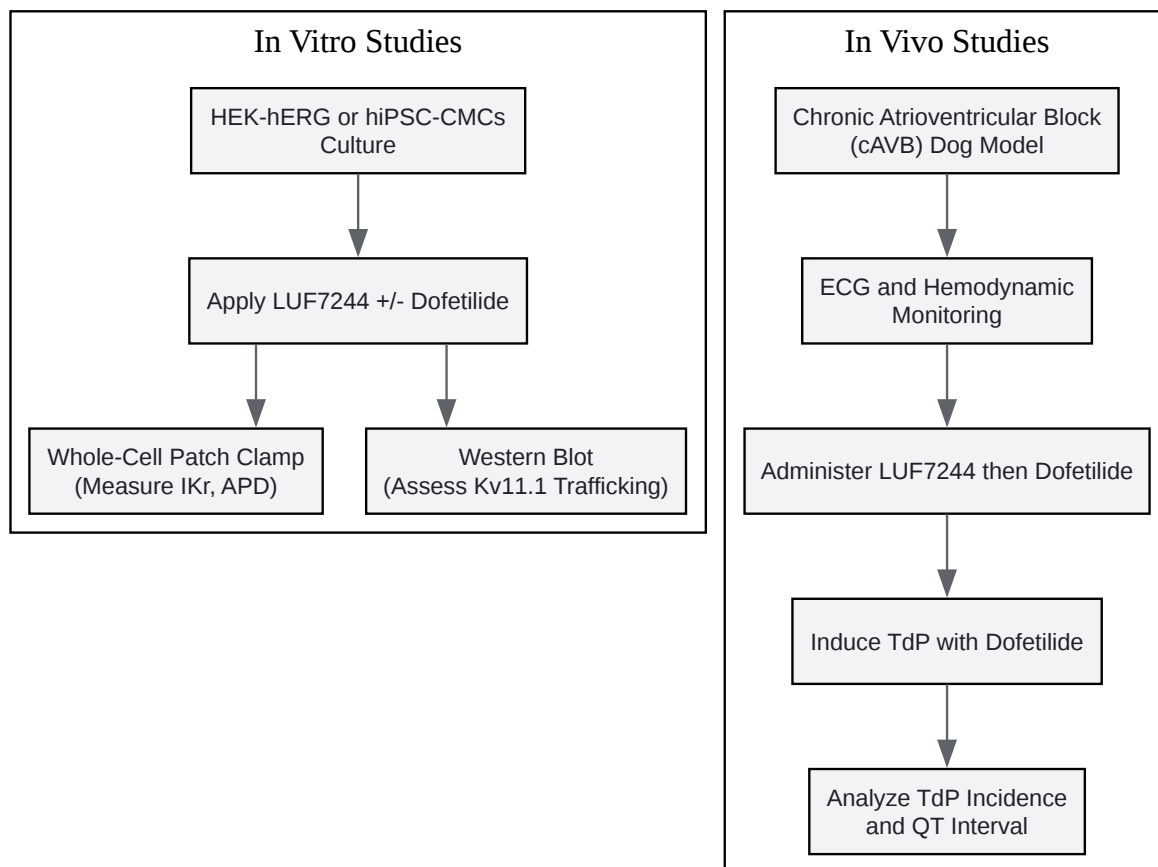 In Vitro Studies
HEK-hERG or hiPSC-CMCs
Culture
Apply LUF7244 +/- Dofetilide
Whole-Cell Patch Clamp
(Measure IKr, APD)
Western Blot
(Assess Kv11.1 Trafficking)
In Vivo Studies
Chronic Atrioventricular Block
(cAVB) Dog Model
ECG and Hemodynamic
Monitoring
Administer LUF7244 then Dofetilide
Induce TdP with Dofetilide
Analyze TdP Incidence
and QT Interval